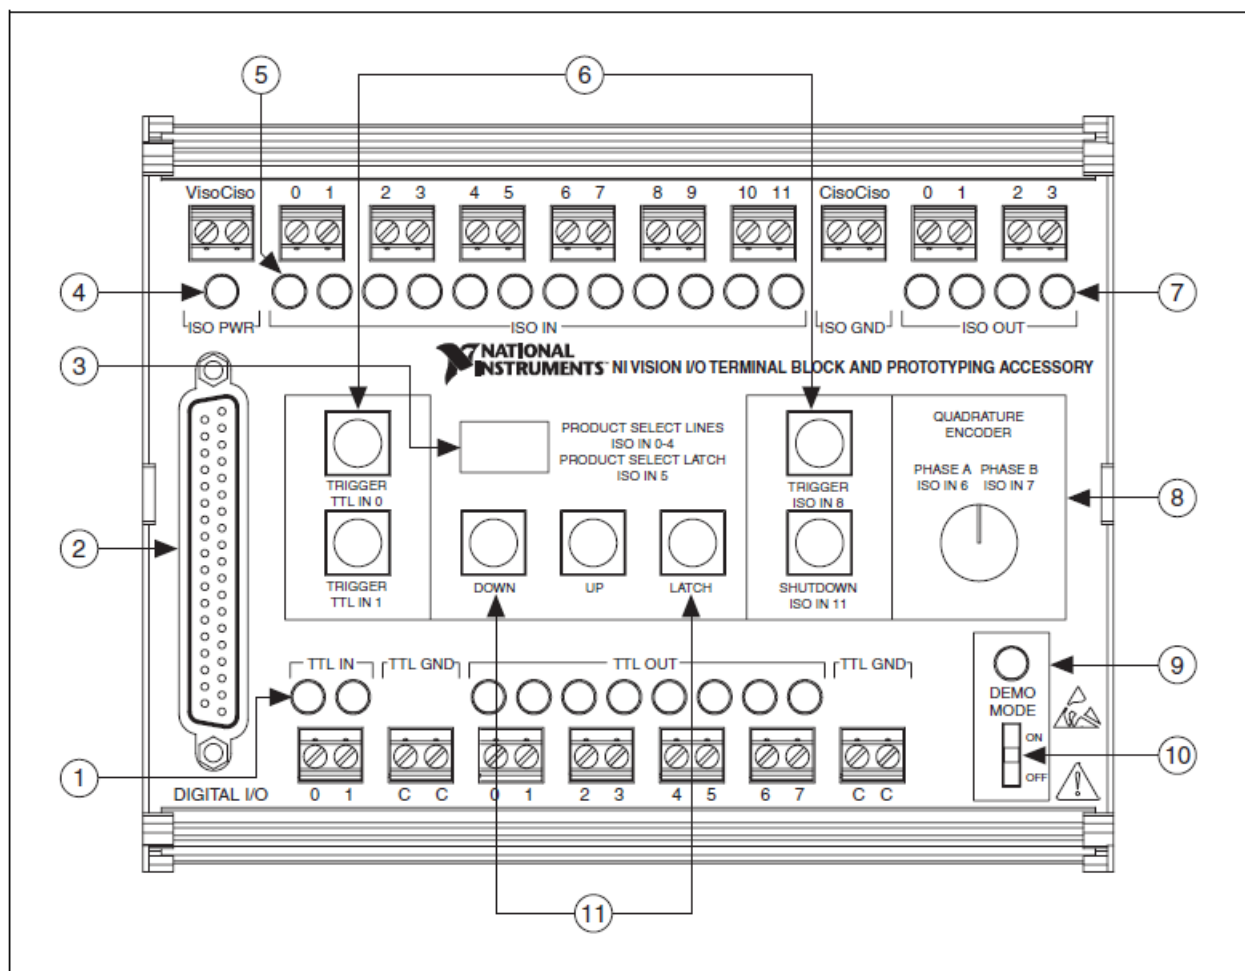 5 6
VisoCiso 0 1 2 3 4 5 6 7 8 9 10 11 CisoCiso 0 1 2 3
4 7
ISO PWR ISO IN ISO GND ISO OUT
3 NATIONAL INSTRUMENTS™ NI VISION I/O TERMINAL BLOCK AND PROTOTYPING ACCESSORY
PRODUCT SELECT LINES
ISO IN 0-4
PRODUCT SELECT LATCH
ISO IN 5
QUADRATURE
ENCODER
PHASE A PHASE B
ISO IN 6 ISO IN 7
TRIGGER
TTL IN 0
TRIGGER
ISO IN 8
8
2
TRIGGER
TTL IN 1
DOWN UP LATCH
SHUTDOWN
ISO IN 11
TTL IN TTL GND TTL OUT TTL GND
9
DEMO
MODE
ON
OFF
10
1
DIGITAL I/O 0 1 C C 0 1 2 3 4 5 6 7 C C
11